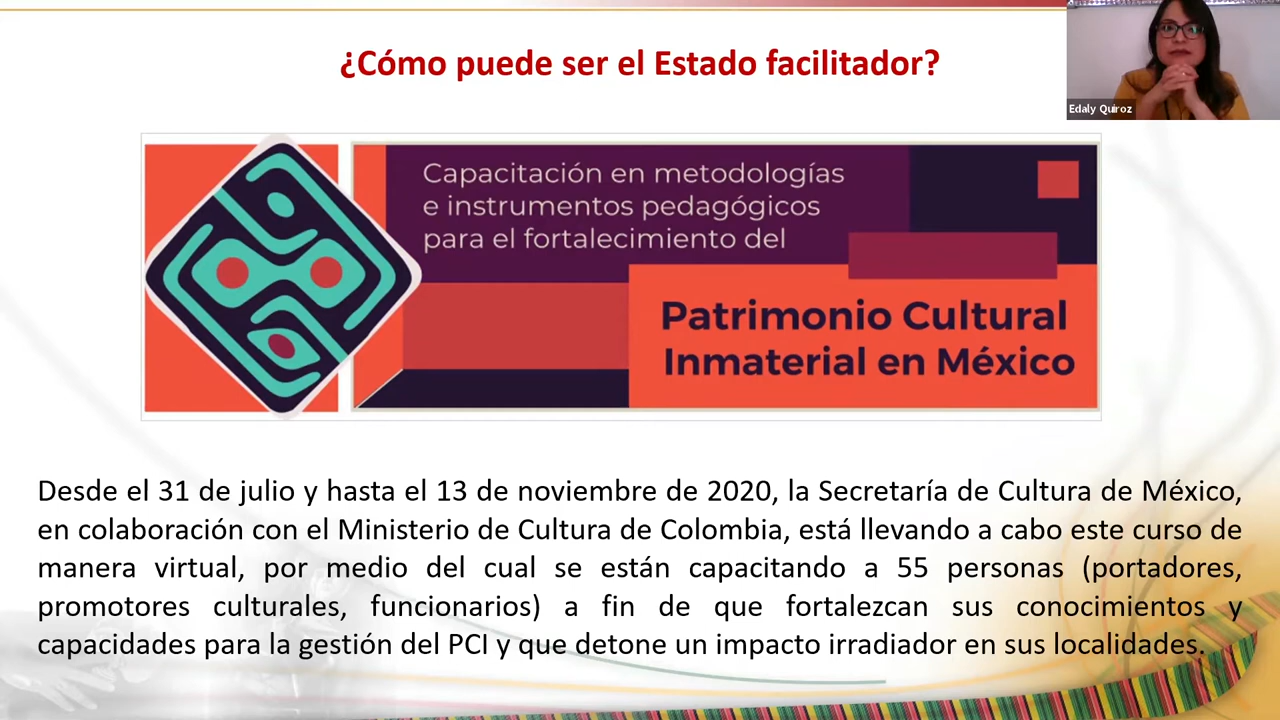 ¿Cómo puede ser el Estado facilitador?
Edaly Quiroz
Capacitación en metodologías
e instrumentos pedagógicos
para el fortalecimiento del
Patrimonio Cultural
Inmaterial en México
Desde el 31 de julio y hasta el 13 de noviembre de 2020, la Secretaría de Cultura de México,
en colaboración con el Ministerio de Cultura de Colombia, está llevando a cabo este curso de
manera virtual, por medio del cual se están capacitando a 55 personas (portadores,
promotores culturales, funcionarios) a fin de que fortalezcan sus conocimientos y
capacidades para la gestión del PCI y que detone un impacto irradiador en sus localidades.